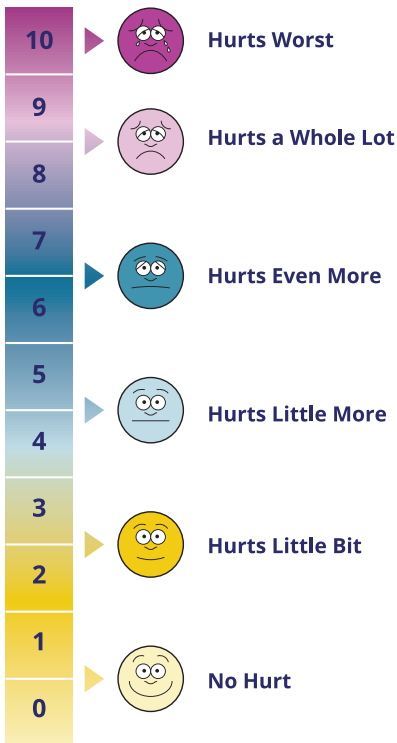 10
Hurts Worst
9
Hurts a Whole Lot
8
7
Hurts Even More
6
5
Hurts Little More
4
3
Hurts Little Bit
2
1
No Hurt
0